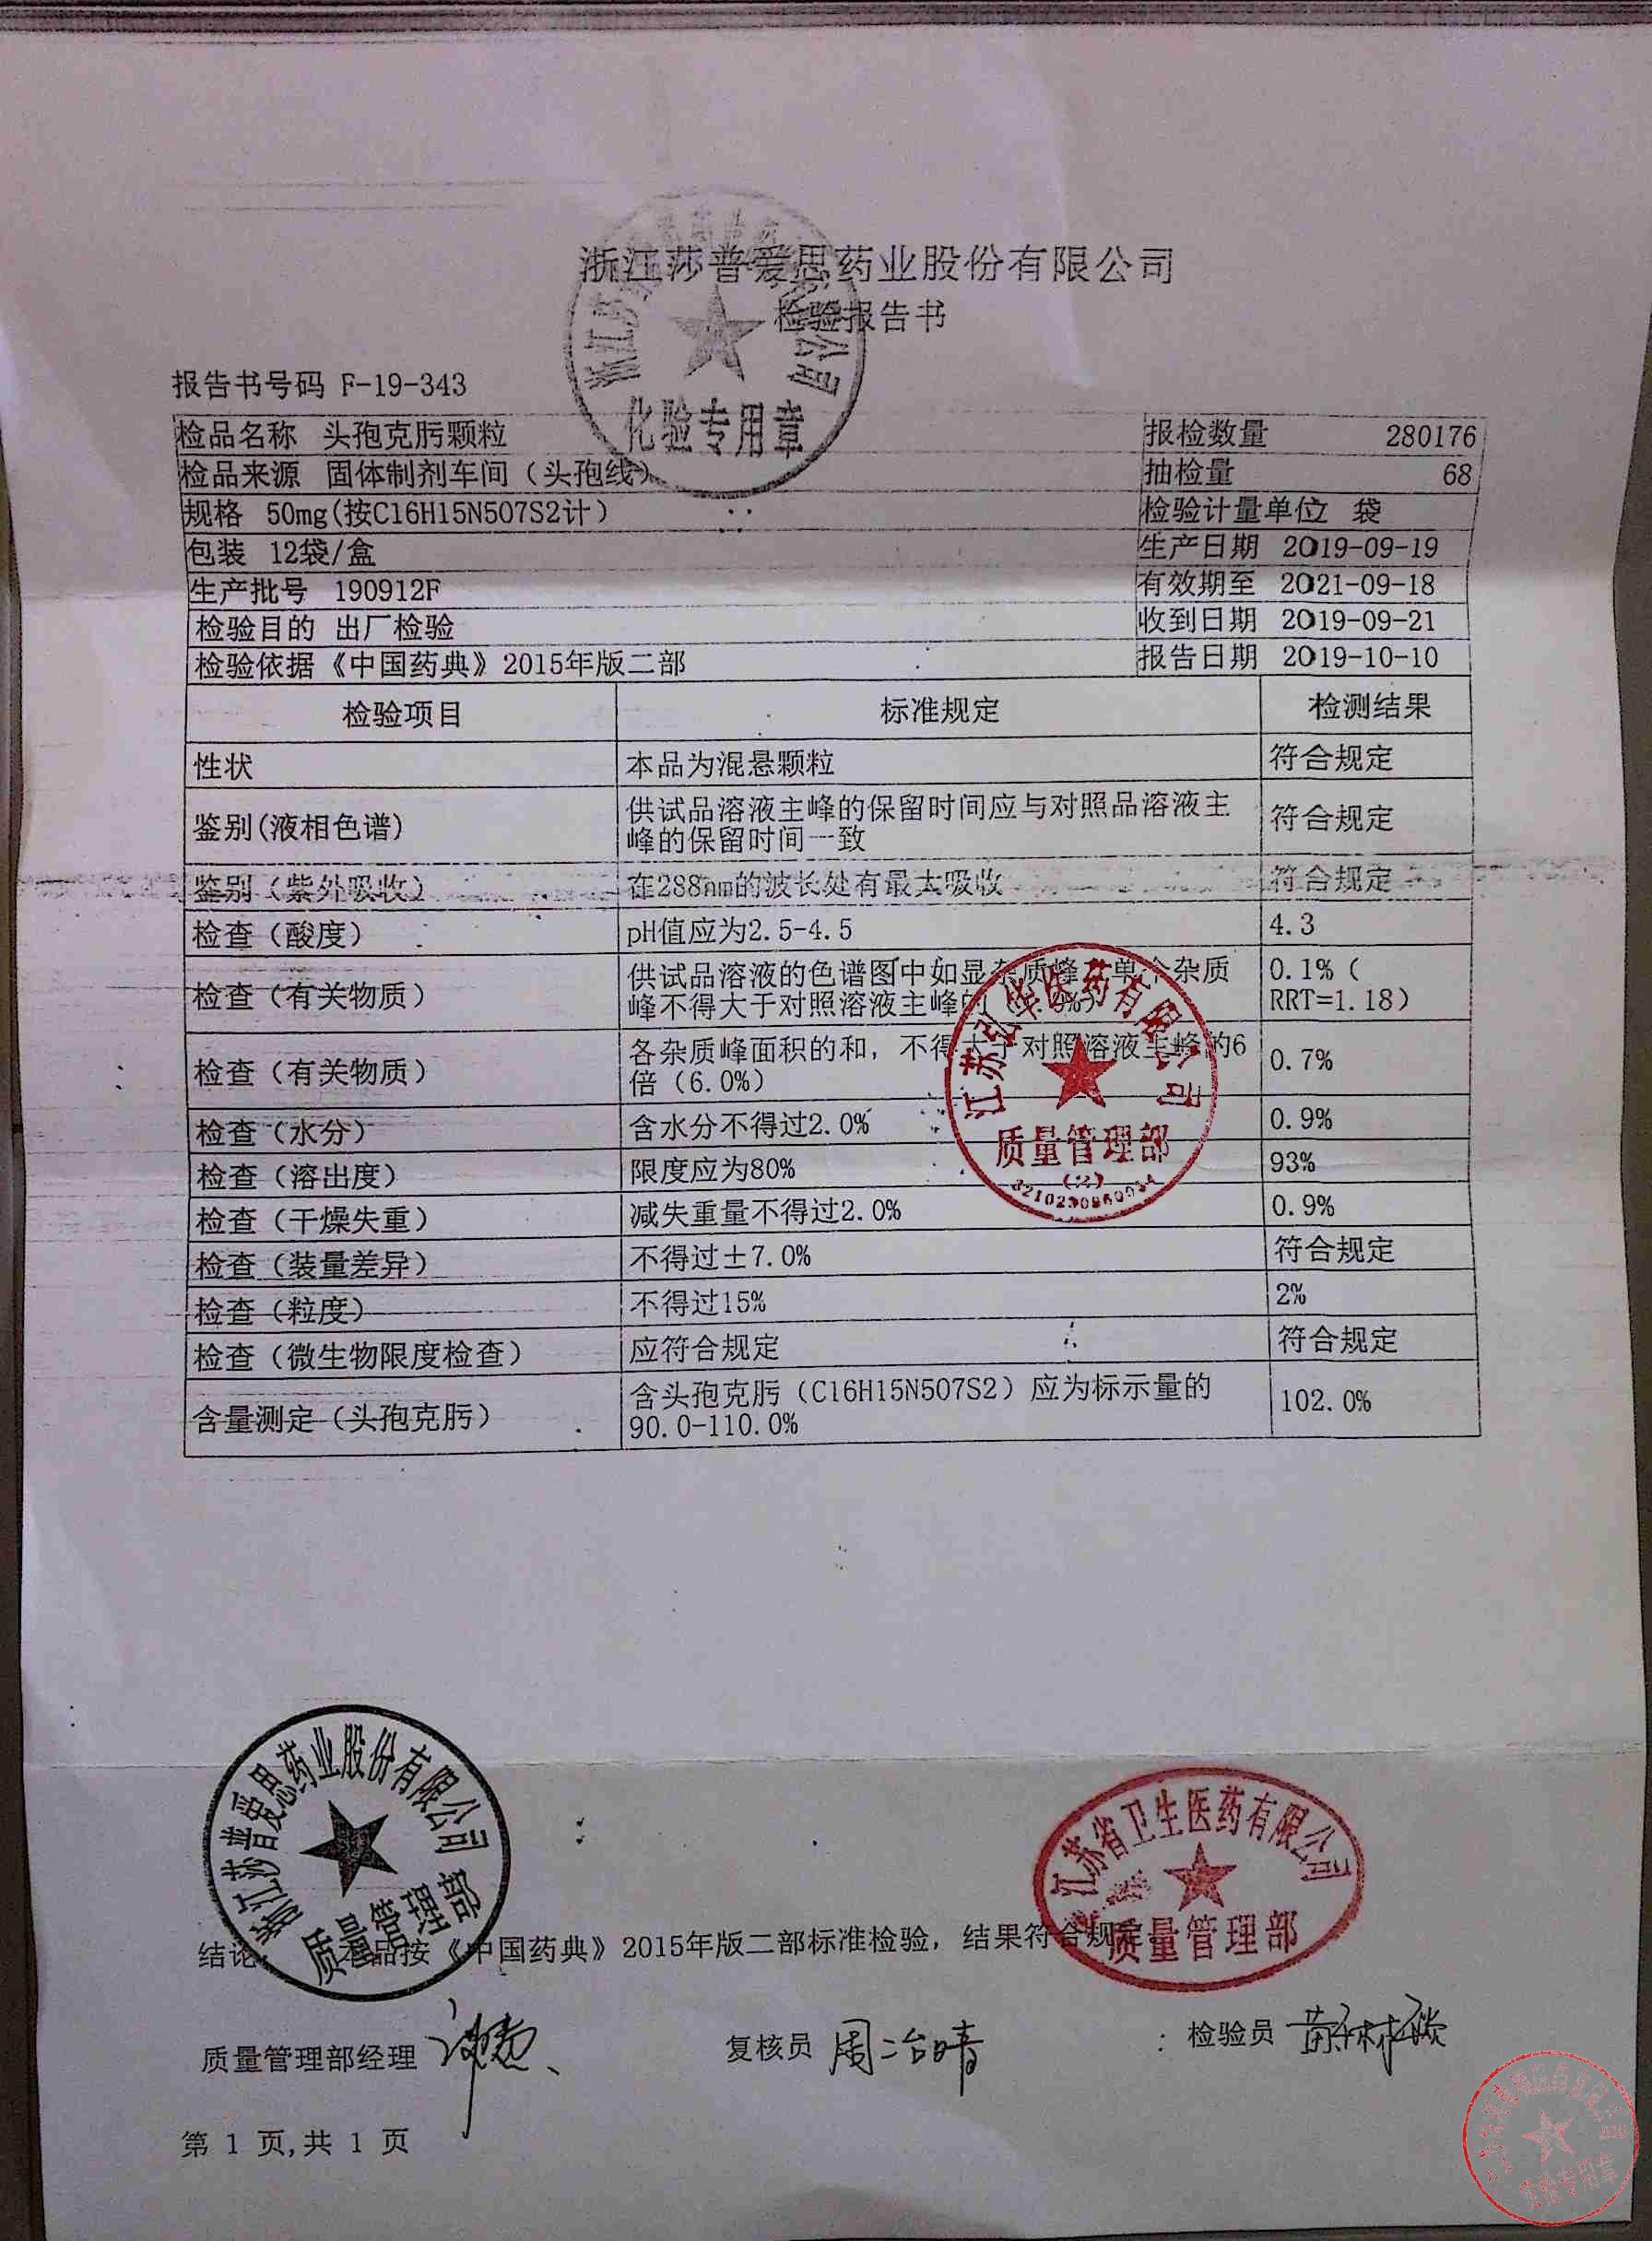 浙江莎普爱思药业股份有限公司
检验报告书
化验专用章
报告书号码 F-19-343
检品名称 头孢克肟颗粒 报检数量 280176
检品来源 固体制剂车间（头孢线） 抽检量 68
规格 50mg(按C16H15N5O7S2计) 检验计量单位 袋
包装 12袋/盒 生产日期 2019-09-19
生产批号 190912F 有效期至 2021-09-18
检验目的 出厂检验 收到日期 2019-09-21
检验依据《中国药典》2015年版二部 报告日期 2019-10-10
检验项目 标准规定 检测结果
性状 本品为混悬颗粒 符合规定
鉴别(液相色谱) 供试品溶液主峰的保留时间应与对照品溶液主
峰的保留时间一致 符合规定
鉴别（紫外吸收） 在288nm的波长处有最大吸收 符合规定
检查（酸度） pH值应为2.5-4.5 4.3
检查（有关物质） 供试品溶液的色谱图中如显杂质峰 单个杂质 0.1%（
峰不得大于对照溶液主峰的 RRT=1.18）
检查（有关物质） 各杂质峰面积的和，不得大于对照溶液主峰的6
倍（6.0%） 0.7%
检查（水分） 含水分不得过2.0% 0.9%
检查（溶出度） 限度应为80% 93%
检查（干燥失重） 减失重量不得过2.0% 0.9%
检查（装量差异） 不得过±7.0% 符合规定
检查（粒度） 不得过15% 2%
检查（微生物限度检查） 应符合规定 符合规定
含量测定（头孢克肟） 含头孢克肟（C16H15N5O7S2）应为标示量的
90.0-110.0% 102.0%
质量管理部
(2)
浙江莎普爱思药业股份有限公司
质量管理部
江苏省卫生医药有限公司
质量管理部
结论 本品按《中国药典》2015年版二部标准检验，结果符合规定
质量管理部经理 复核员 周冶晴 检验员
第 1 页,共 1 页